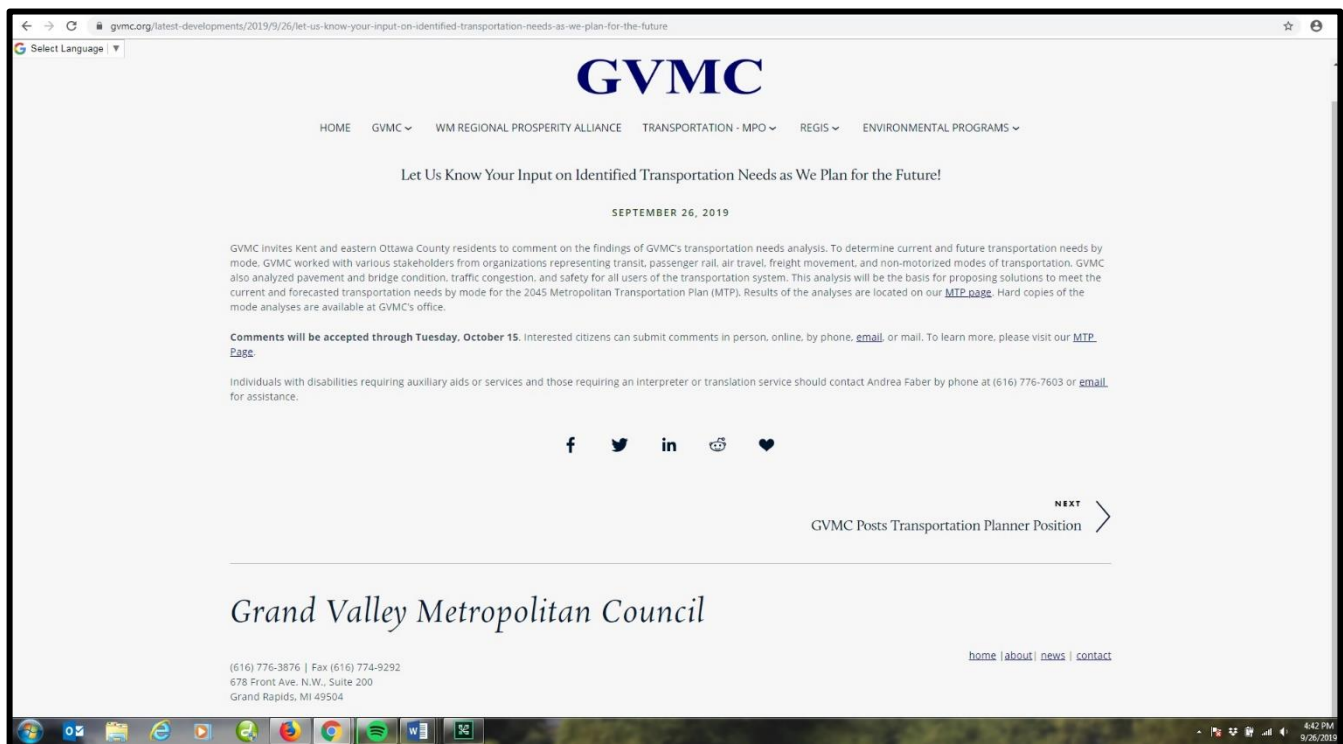 gvmc.org/latest-developments/2019/9/26/let-us-know-your-input-on-identified-transportation-needs-as-we-plan-for-the-future
Select Language
GVMC
HOME GVMC WM REGIONAL PROSPERITY ALLIANCE TRANSPORTATION - MPO REGIS ENVIRONMENTAL PROGRAMS
Let Us Know Your Input on Identified Transportation Needs as We Plan for the Future!
SEPTEMBER 26, 2019
GVMC invites Kent and eastern Ottawa County residents to comment on the findings of GVMC's transportation needs analysis. To determine current and future transportation needs by
mode, GVMC worked with various stakeholders from organizations representing transit, passenger rail, air travel, freight movement, and non-motorized modes of transportation. GVMC
also analyzed pavement and bridge condition, traffic congestion, and safety for all users of the transportation system. This analysis will be the basis for proposing solutions to meet the
current and forecasted transportation needs by mode for the 2045 Metropolitan Transportation Plan (MTP). Results of the analyses are located on our MTP page. Hard copies of the
mode analyses are available at GVMC's office.
Comments will be accepted through Tuesday, October 15. Interested citizens can submit comments in person, online, by phone, email, or mail. To learn more, please visit our MTP
Page.
Individuals with disabilities requiring auxiliary aids or services and those requiring an interpreter or translation service should contact Andrea Faber by phone at (616) 776-7603 or email
for assistance.
NEXT
GVMC Posts Transportation Planner Position
Grand Valley Metropolitan Council
home |about| news | contact
(616) 776-3876 | Fax (616) 774-9292
678 Front Ave. N.W., Suite 200
Grand Rapids, MI 49504
4:42 PM
9/26/2019